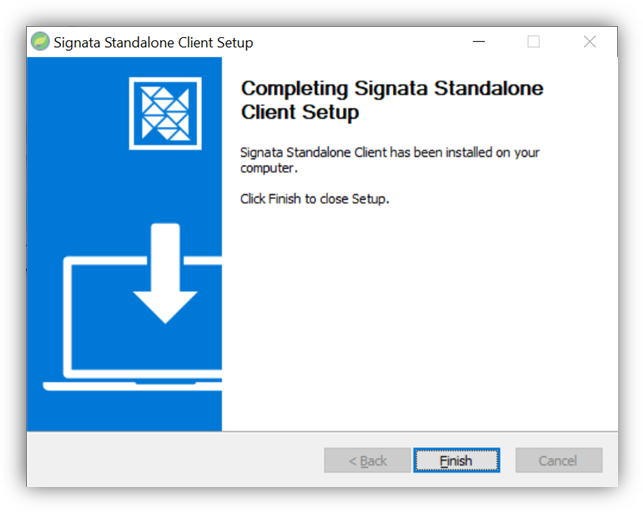 Signata Standalone Client Setup
Completing Signata Standalone
Client Setup
Signata Standalone Client has been installed on your
computer.
Click Finish to close Setup.
< Back
Finish
Cancel